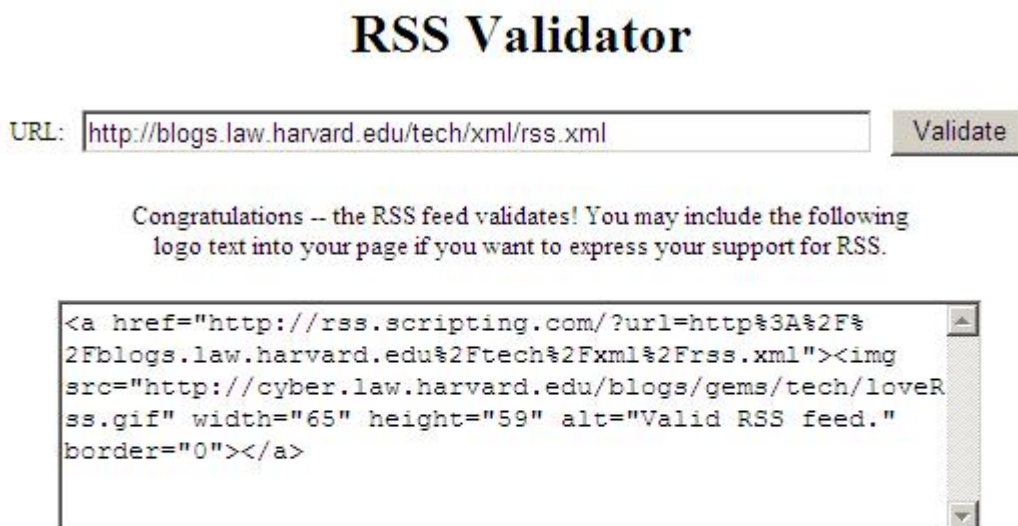 RSS Validator
URL: http://blogs.law.harvard.edu/tech/xml/rss.xml Validate
Congratulations -- the RSS feed validates! You may include the following
logo text into your page if you want to express your support for RSS.
<a href="http://rss.scripting.com/?url=http%3A%2F%
2Fblogs.law.harvard.edu%2Ftech%2Fxml%2Frss.xml"><img
src="http://cyber.law.harvard.edu/blogs/gems/tech/loveR
ss.gif" width="65" height="59" alt="Valid RSS feed."
border="0"></a>